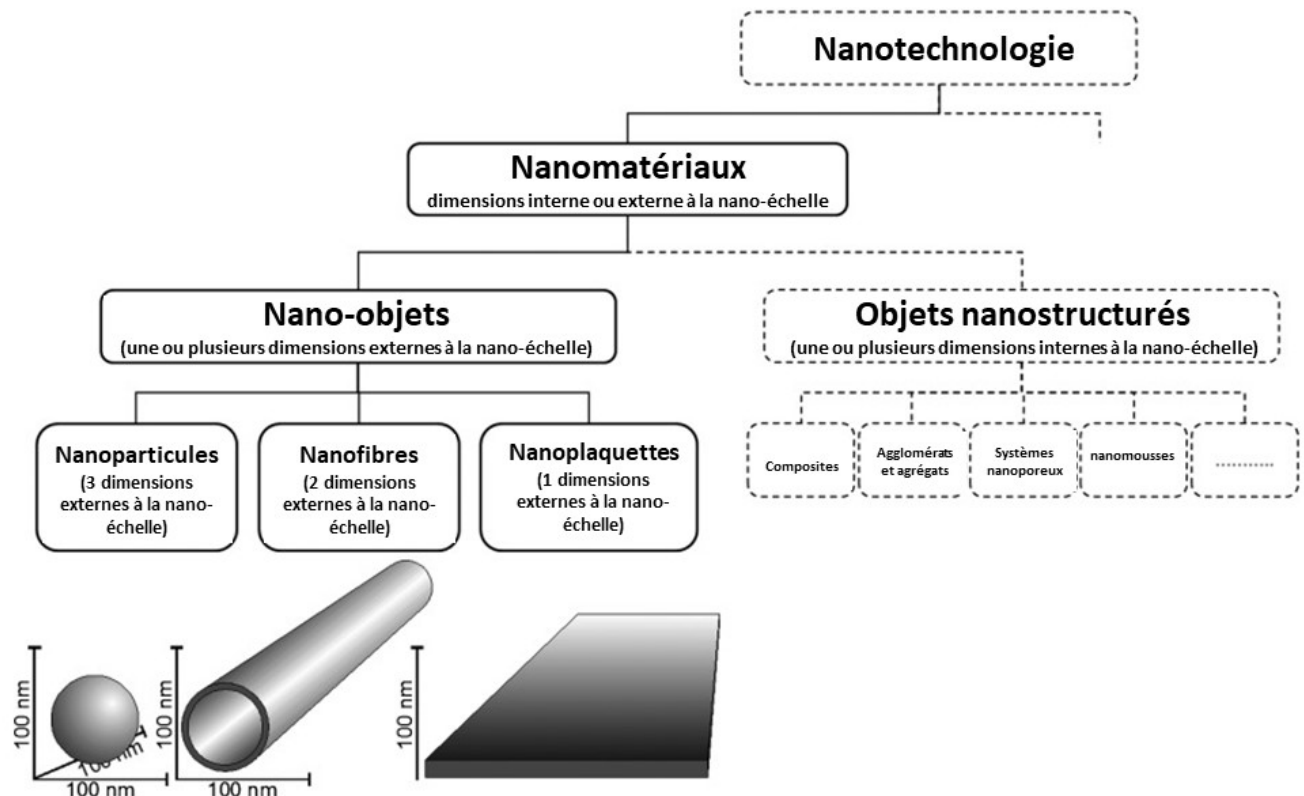 Nanotechnologie
Nanomatériaux
dimensions interne ou externe à la nano-échelle
Nano-objets
(une ou plusieurs dimensions externes à la nano-échelle)
Objets nanostructurés
(une ou plusieurs dimensions internes à la nano-échelle)
Nanoparticules
(3 dimensions
externes à la nano-
échelle)
Nanofibres
(2 dimensions
externes à la nano-
échelle)
Nanoplaquettes
(1 dimensions
externes à la nano-
échelle)
Composites
Agglomérats
et agrégats
Systèmes
nanoporeux
nanomousses
...............
100 nm
100 nm
100 nm
100 nm
100 nm
100 nm